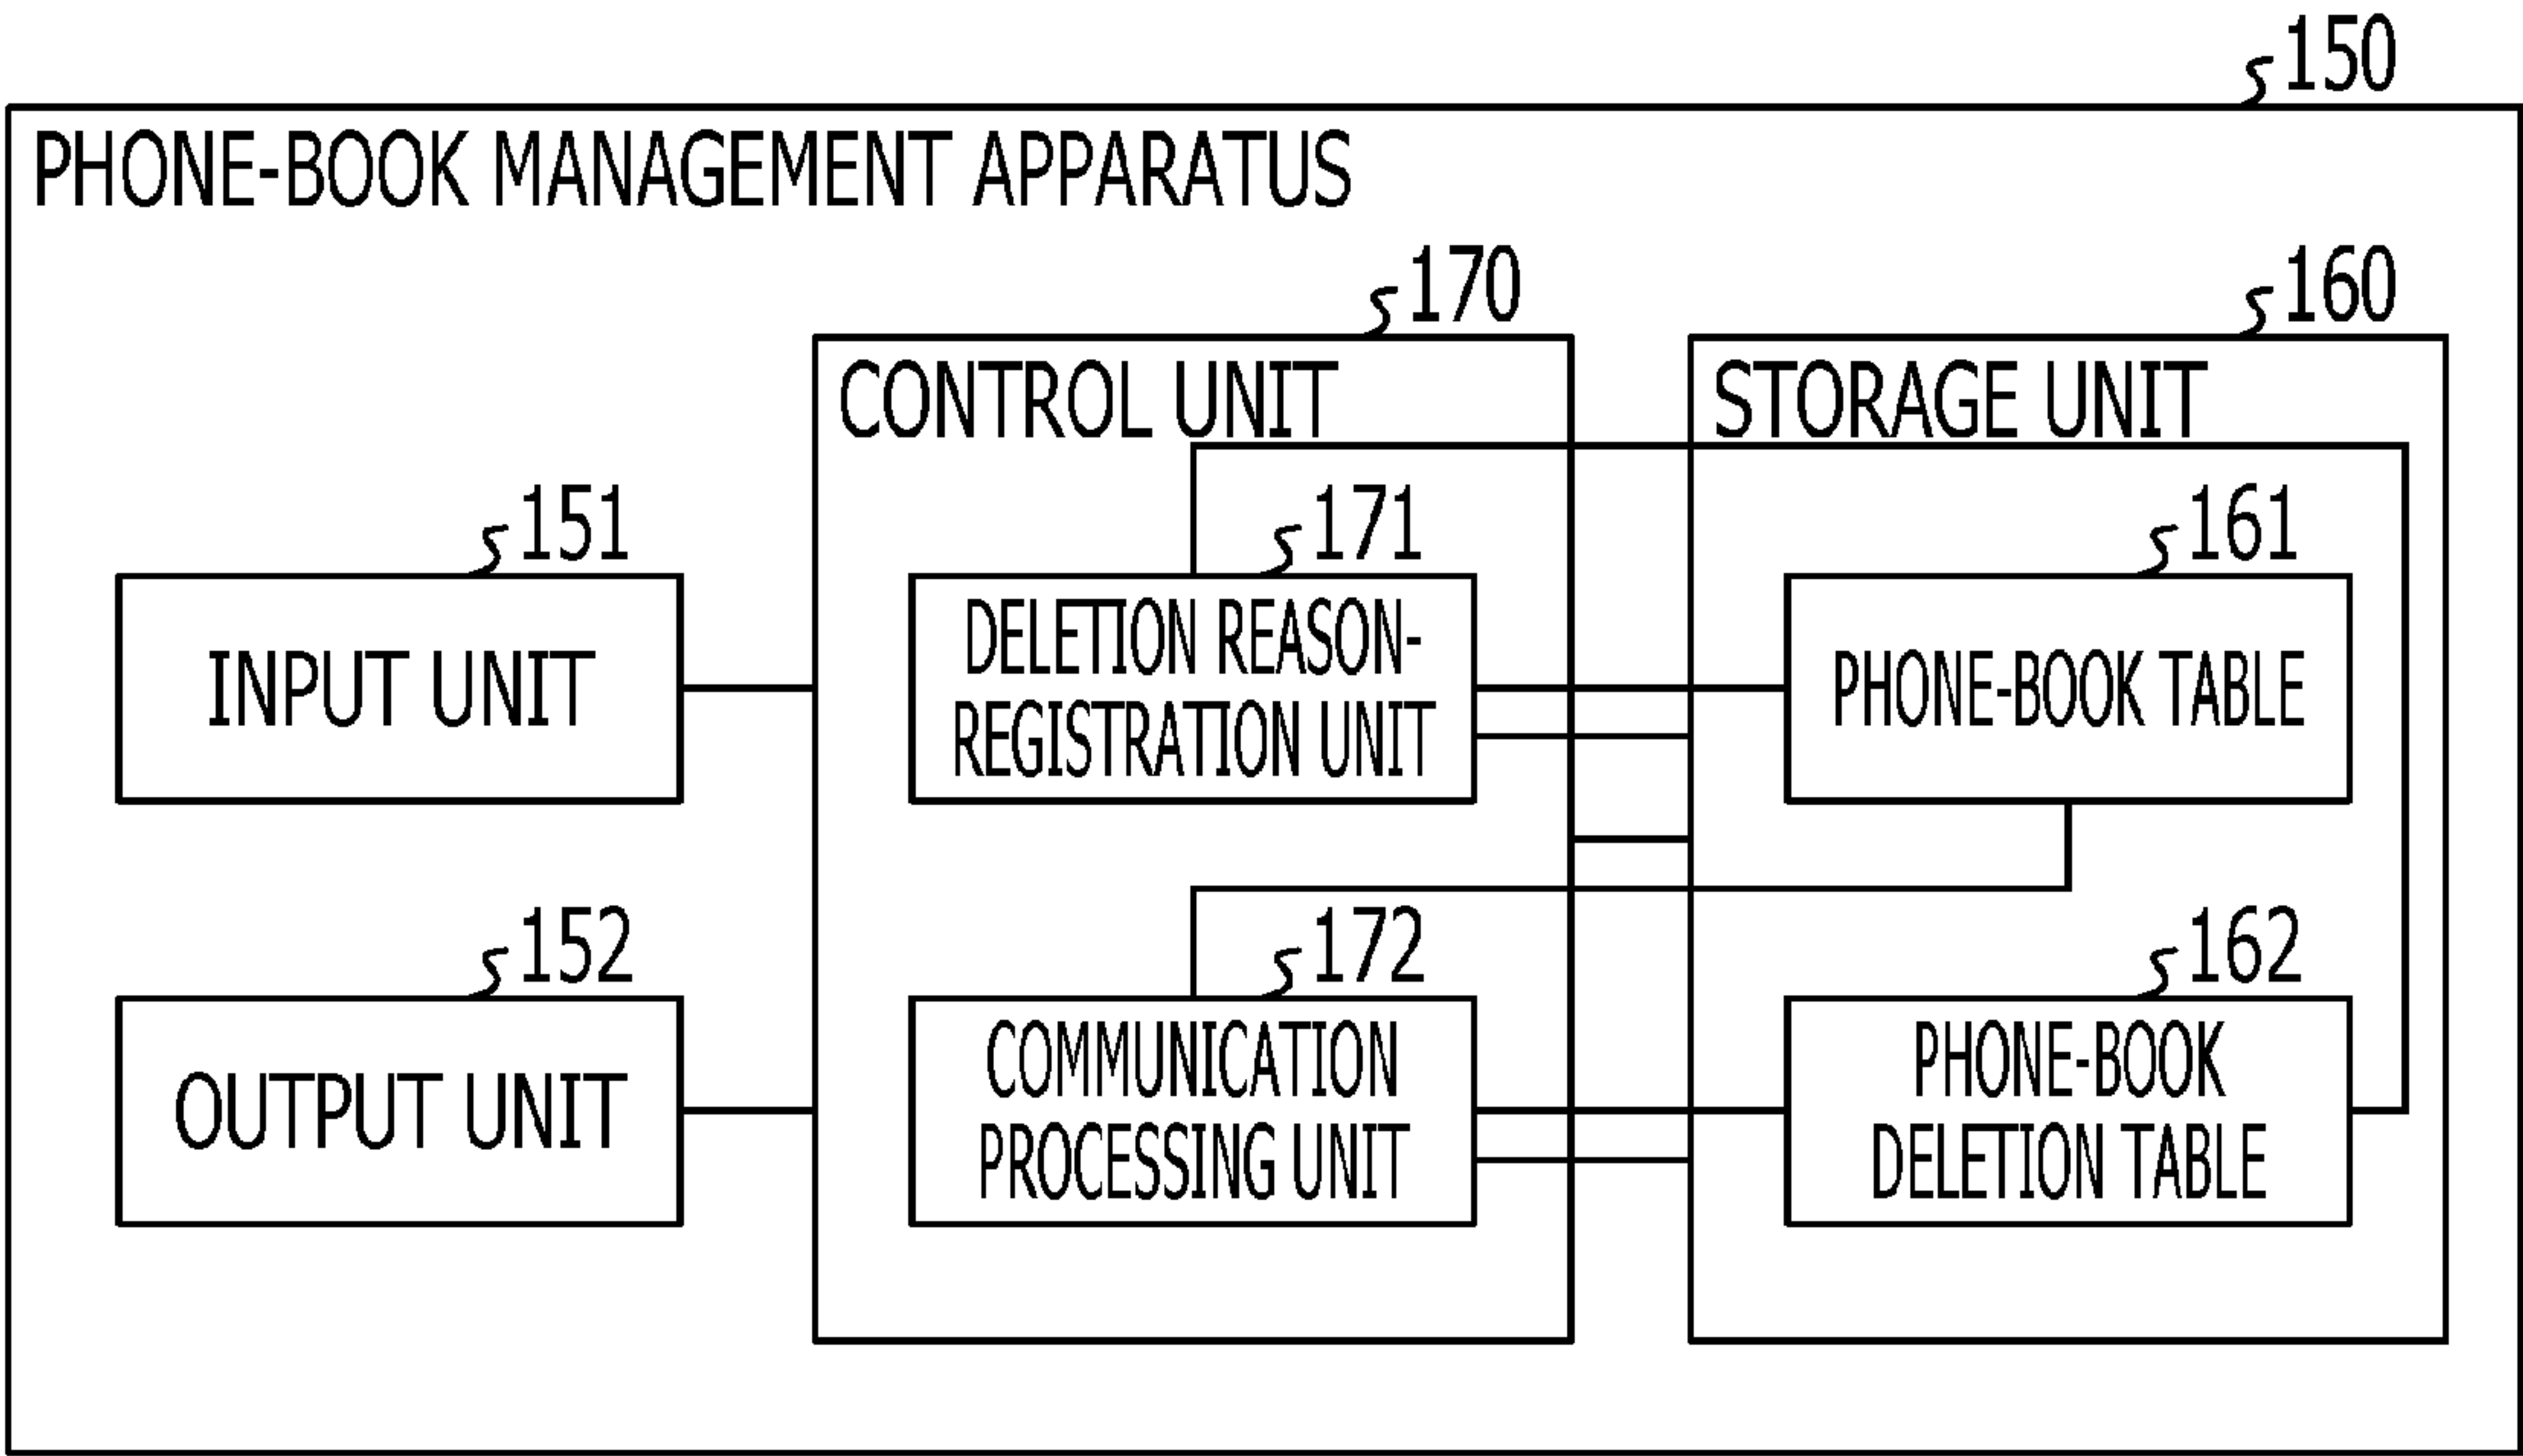 150
PHONE-BOOK MANAGEMENT APPARATUS
170
160
CONTROL UNIT
STORAGE UNIT
151
171
161
INPUT UNIT
DELETION REASON-
REGISTRATION UNIT
PHONE-BOOK TABLE
152
172
162
OUTPUT UNIT
COMMUNICATION
PROCESSING UNIT
PHONE-BOOK
DELETION TABLE